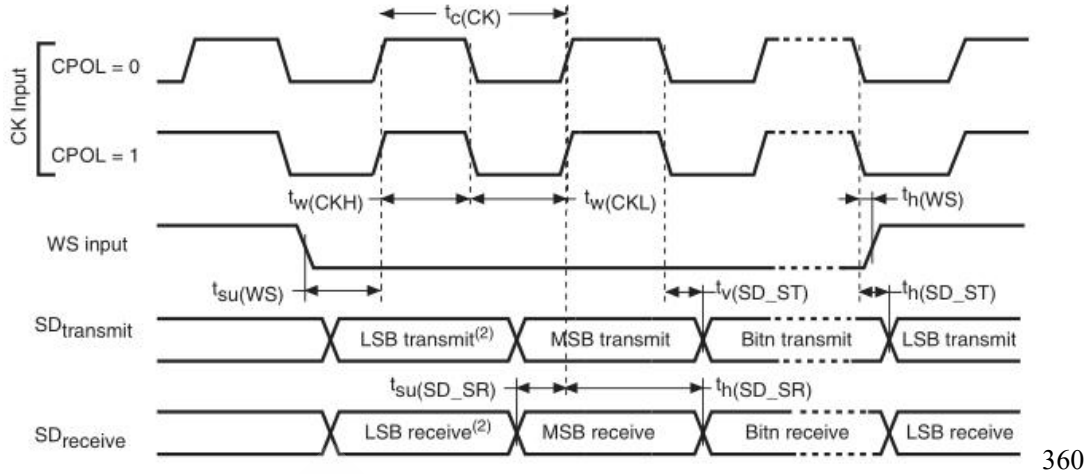 tc(CK)
CK Input
CPOL = 0
CPOL = 1
tw(CKH)
tw(CKL)
th(WS)
WS input
tsu(WS)
tv(SD_ST)
th(SD_ST)
SDtransmit
LSB transmit(2)
MSB transmit
Bitn transmit
LSB transmit
tsu(SD_SR)
th(SD_SR)
SDreceive
LSB receive(2)
MSB receive
Bitn receive
LSB receive
360